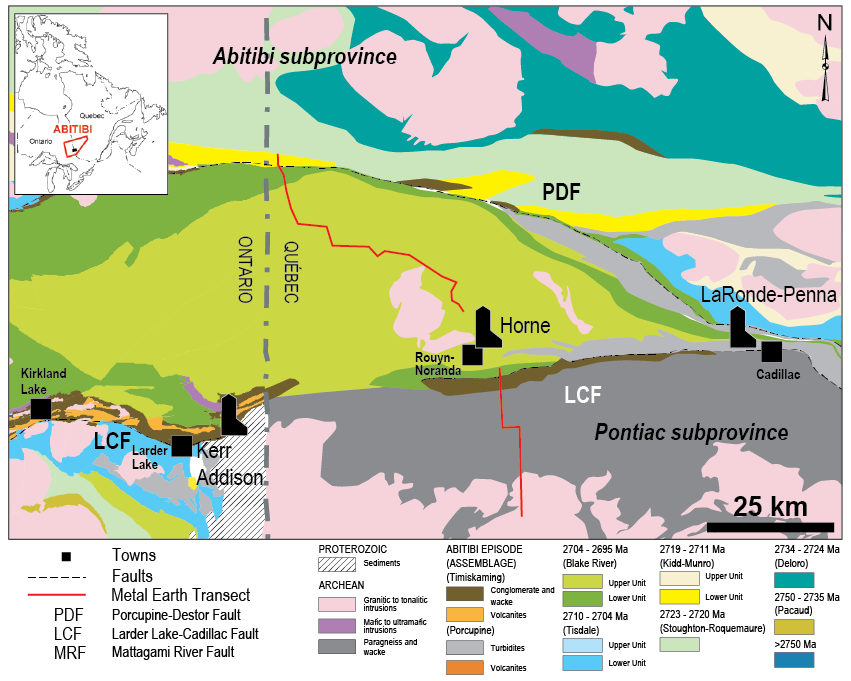 Abitibi subprovince
N
Quebec
ABITIBI
Ontario
PDF
ONTARIO
QUÉBEC
LaRonde-Penna
Horne
Rouyn-
Noranda
Kirkland
Lake
Cadillac
LCF
LCF
Larder
Lake
Kerr
Addison
Pontiac subprovince
25 km
Towns
Faults
Metal Earth Transect
PDF Porcupine-Destor Fault
LCF Larder Lake-Cadillac Fault
MRF Mattagami River Fault
PROTEROZOIC
Sediments
ARCHEAN
Granitic to tonalitic
intrusions
Mafic to ultramafic
intrusions
Paragneiss and
wacke
ABITIBI EPISODE
(ASSEMBLAGE)
(Timiskaming)
Conglomerate and
wacke
Volcanites
(Porcupine)
Turbidites
Volcanites
2704 - 2695 Ma
(Blake River)
Upper Unit
Lower Unit
2710 - 2704 Ma
(Tisdale)
Upper Unit
Lower Unit
2719 - 2711 Ma
(Kidd-Munro)
Upper Unit
Lower Unit
2723 - 2720 Ma
(Stoughton-Roquemaure)
2734 - 2724 Ma
(Deloro)
2750 - 2735 Ma
(Pacaud)
>2750 Ma